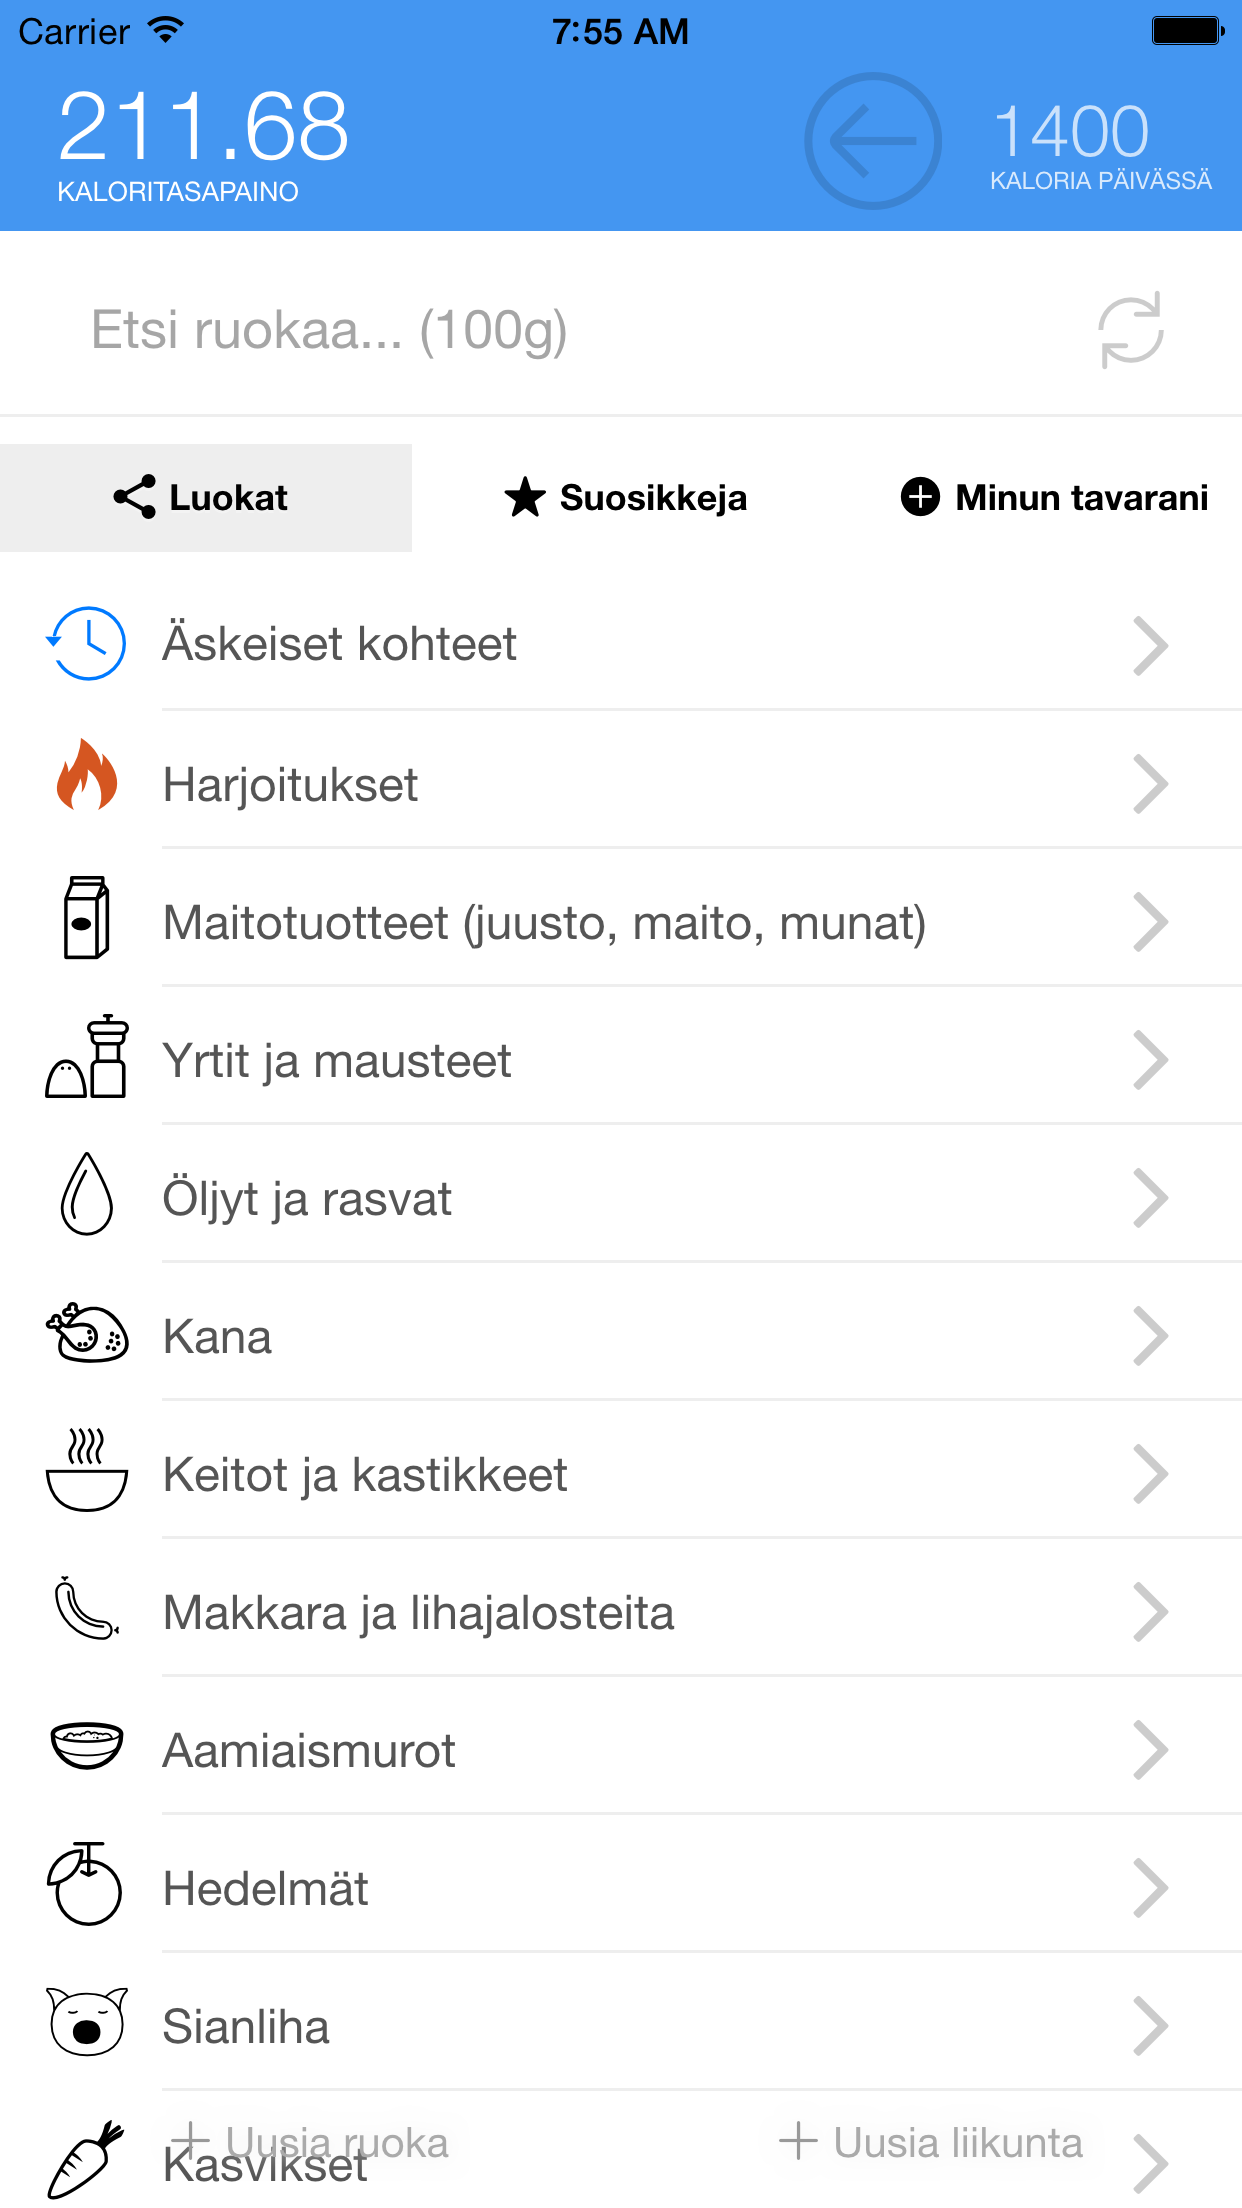 Carrier 7:55 AM
211.68
KALORITASAPAINO
1400
KALORIA PÄIVÄSSÄ
Etsi ruokaa... (100g)
Luokat Suosikkeja Minun tavarani
Äskeiset kohteet
Harjoitukset
Maitotuotteet (juusto, maito, munat)
Yrtit ja mausteet
Öljyt ja rasvat
Kana
Keitot ja kastikkeet
Makkara ja lihajalosteita
Aamiaismurot
Hedelmät
Sianliha
Uusia ruoka Uusia liikunta
Kasvikset